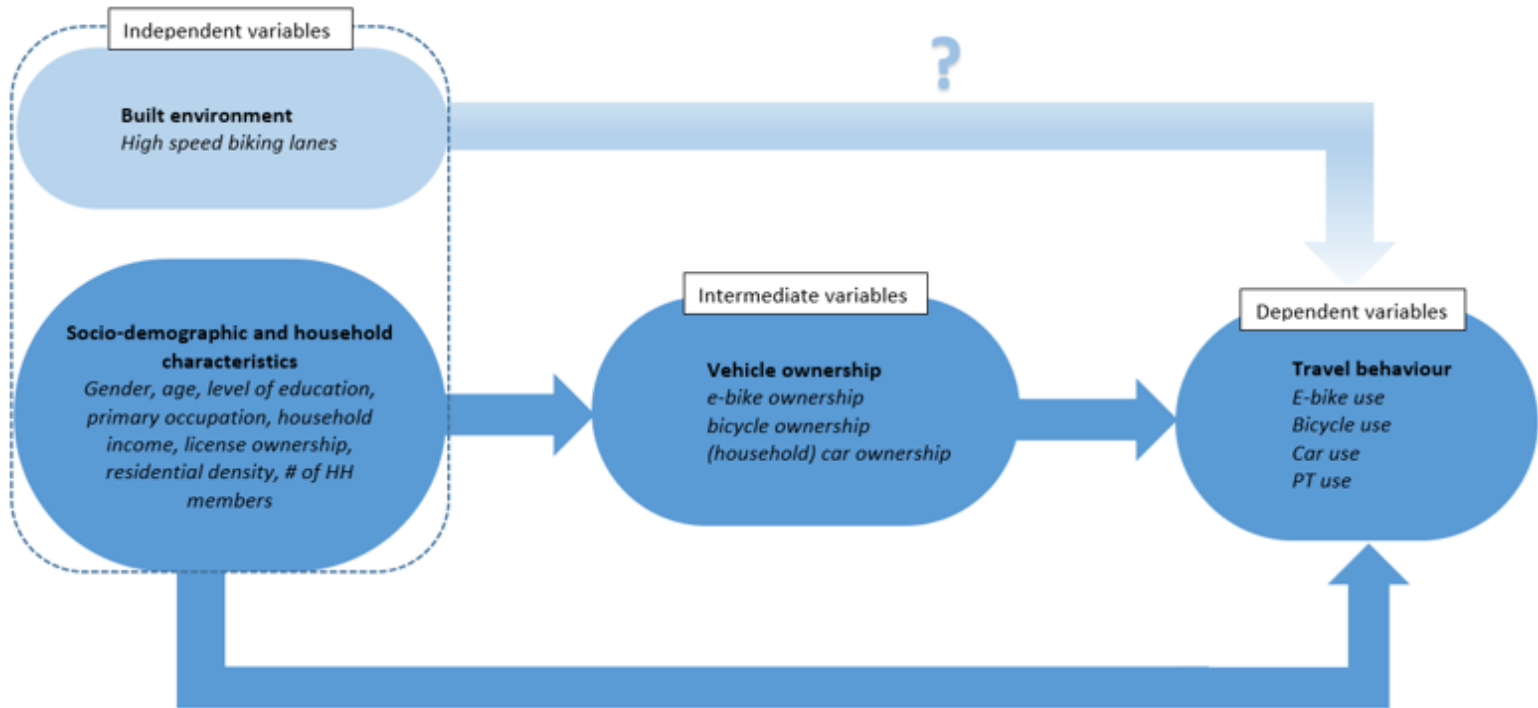 Independent variables
Built environment
High speed biking lanes
?
Socio-demographic and household
characteristics
Gender, age, level of education,
primary occupation, household
income, license ownership,
residential density, # of HH
members
Intermediate variables
Vehicle ownership
e-bike ownership
bicycle ownership
(household) car ownership
Dependent variables
Travel behaviour
E-bike use
Bicycle use
Car use
PT use